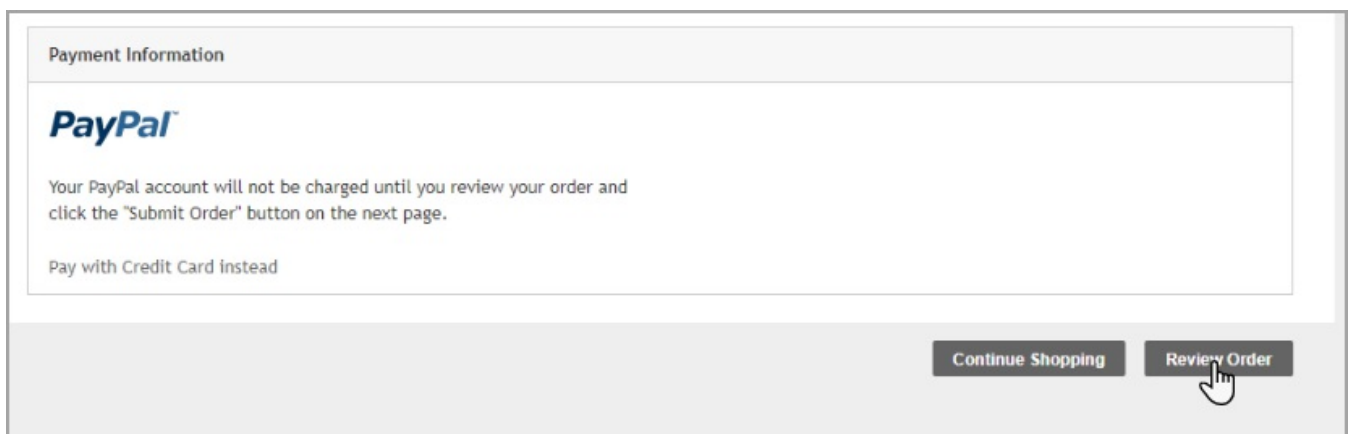 Payment Information
PayPal™
Your PayPal account will not be charged until you review your order and
click the "Submit Order" button on the next page.
Pay with Credit Card instead
Continue Shopping
Review Order